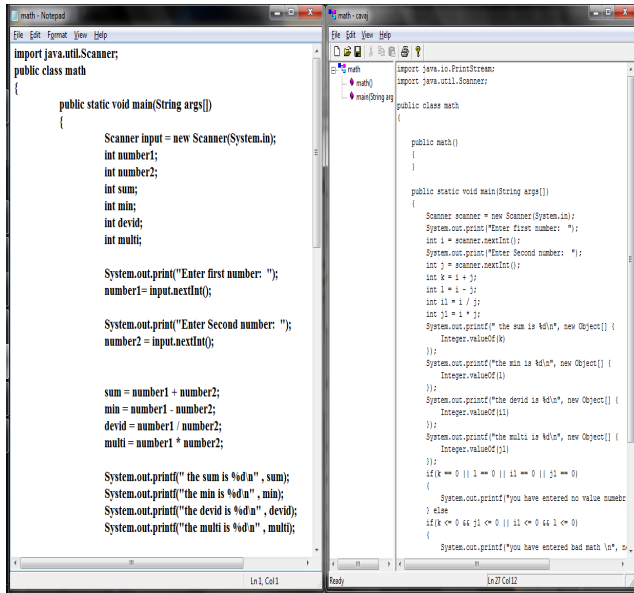 math - Notepad
File Edit Format View Help
import java.util.Scanner;
public class math
{
public static void main(String args[])
{
Scanner input = new Scanner(System.in);
int number1;
int number2;
int sum;
int min;
int devid;
int multi;
System.out.print("Enter first number:  ");
number1= input.nextInt();
System.out.print("Enter Second number:  ");
number2 = input.nextInt();
sum = number1 + number2;
min = number1 - number2;
devid = number1 / number2;
multi = number1 * number2;
System.out.printf(" the sum is %d\n" , sum);
System.out.printf("the min is %d\n" , min);
System.out.printf("the devid is %d\n" , devid);
System.out.printf("the multi is %d\n" , multi);
Ln 1, Col 1
math - cavaj
File Edit View Help
math
math()
main(String arg
import java.io.PrintStream;
import java.util.Scanner;
public class math
{
public math()
{
}
public static void main(String args[])
{
Scanner scanner = new Scanner(System.in);
System.out.print("Enter first number:  ");
int i = scanner.nextInt();
System.out.print("Enter Second number:  ");
int j = scanner.nextInt();
int k = i + j;
int l = i - j;
int i1 = i / j;
int j1 = i * j;
System.out.printf(" the sum is %d\n", new Object[] {
Integer.valueOf(k)
});
System.out.printf("the min is %d\n", new Object[] {
Integer.valueOf(l)
});
System.out.printf("the devid is %d\n", new Object[] {
Integer.valueOf(i1)
});
System.out.printf("the multi is %d\n", new Object[] {
Integer.valueOf(j1)
});
if(k == 0 || l == 0 || i1 == 0 || j1 == 0)
{
System.out.printf("you have entered no value numebr
} else
if(k <= 0 && j1 <= 0 || i1 <= 0 && l <= 0)
{
System.out.printf("you have entered bad math \n", n
Ready
Ln 27 Col 12